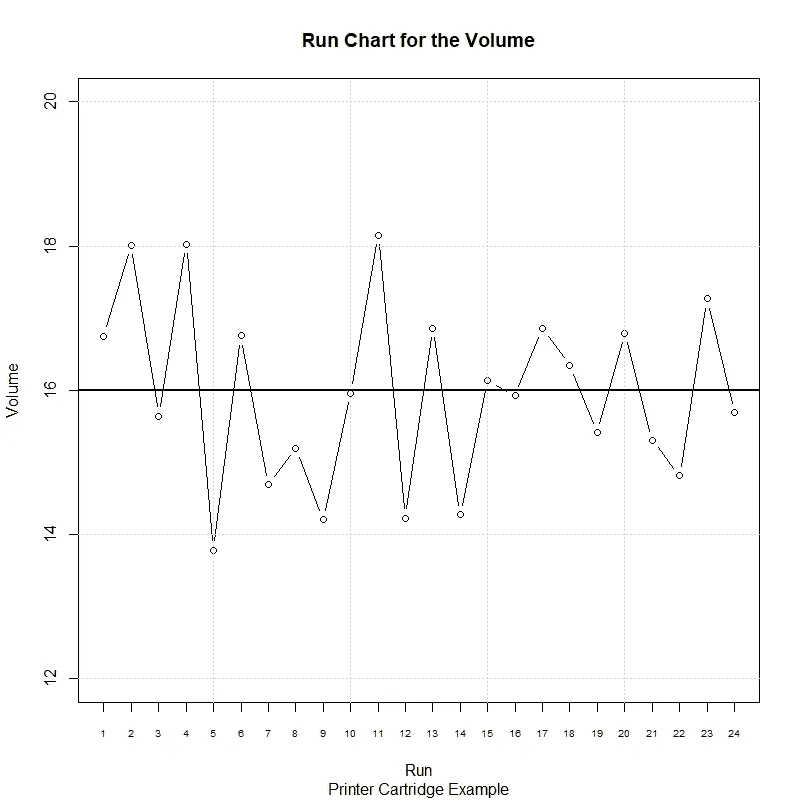 Run Chart for the Volume
20
18
16
14
12
Volume
1 2 3 4 5 6 7 8 9 10 11 12 13 14 15 16 17 18 19 20 21 22 23 24
Run
Printer Cartridge Example